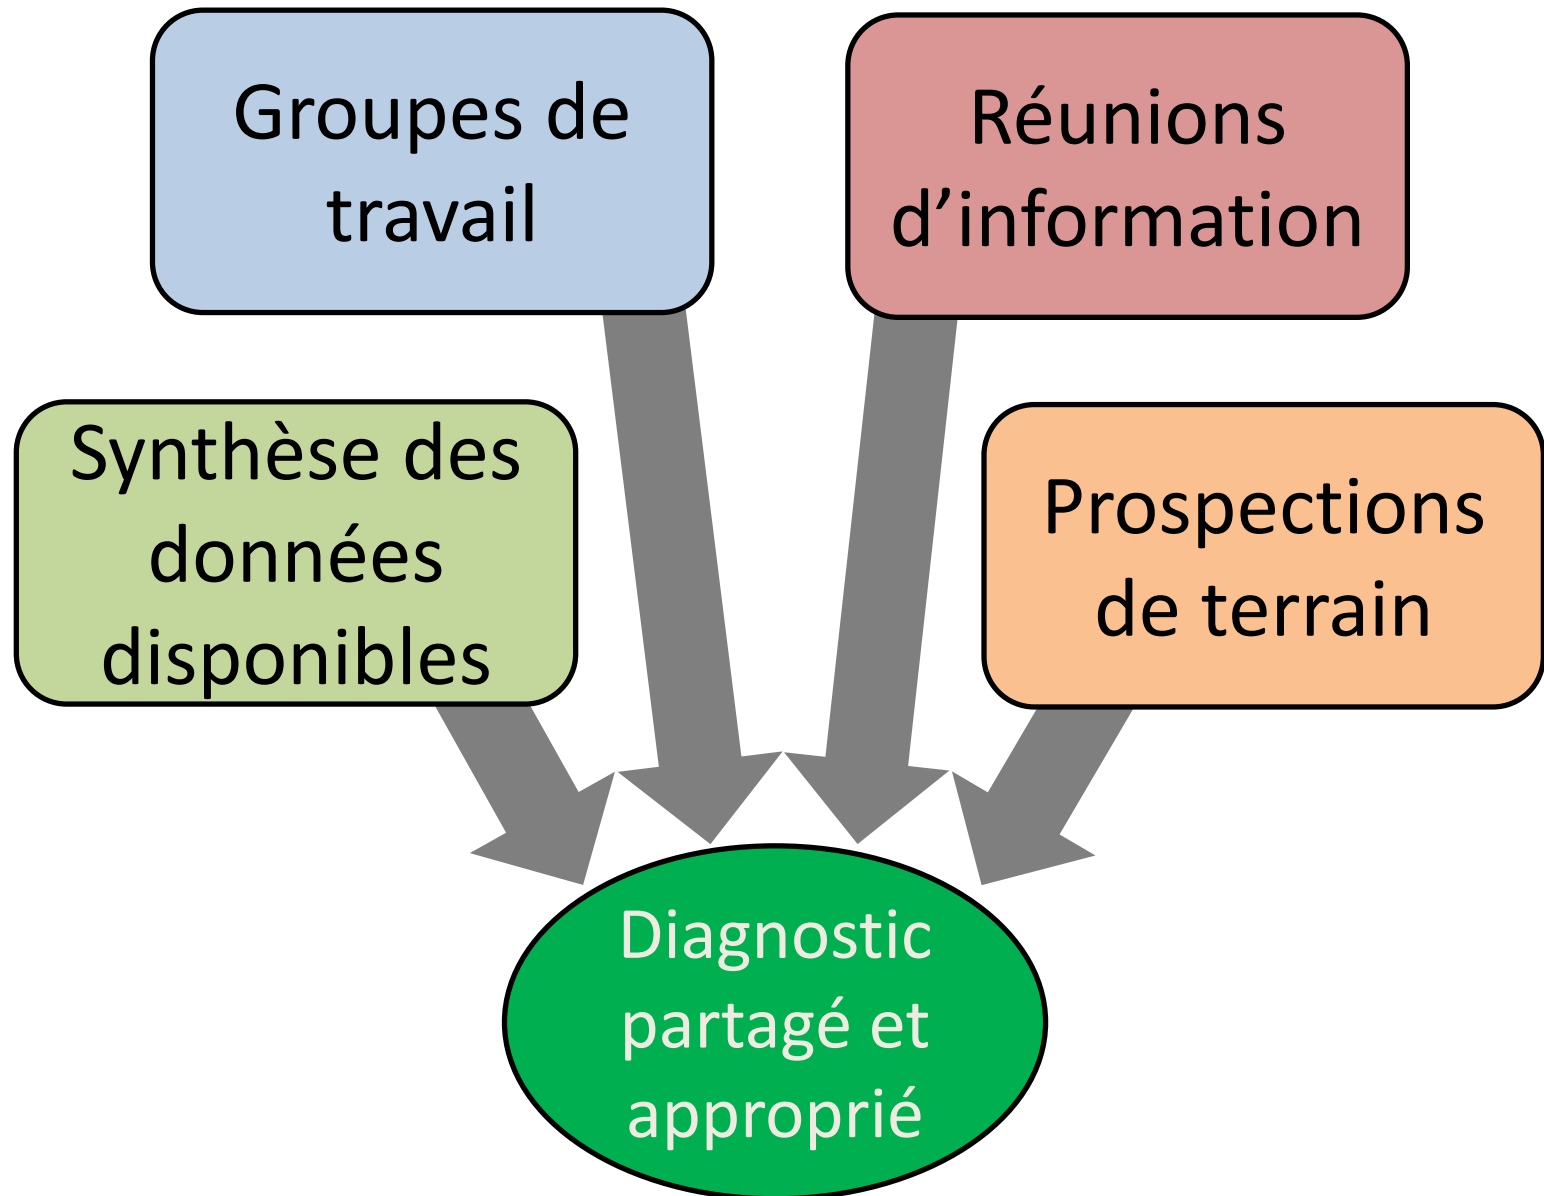 Groupes de
travail
Réunions
d’information
Synthèse des
données
disponibles
Prospections
de terrain
Diagnostic
partagé et
approprié